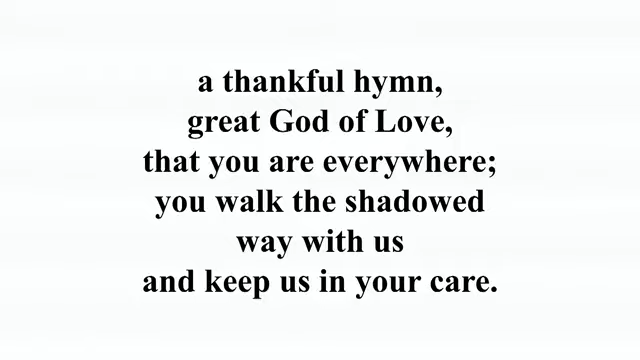 a thankful hymn,
great God of Love,
that you are everywhere;
you walk the shadowed
way with us
and keep us in your care.